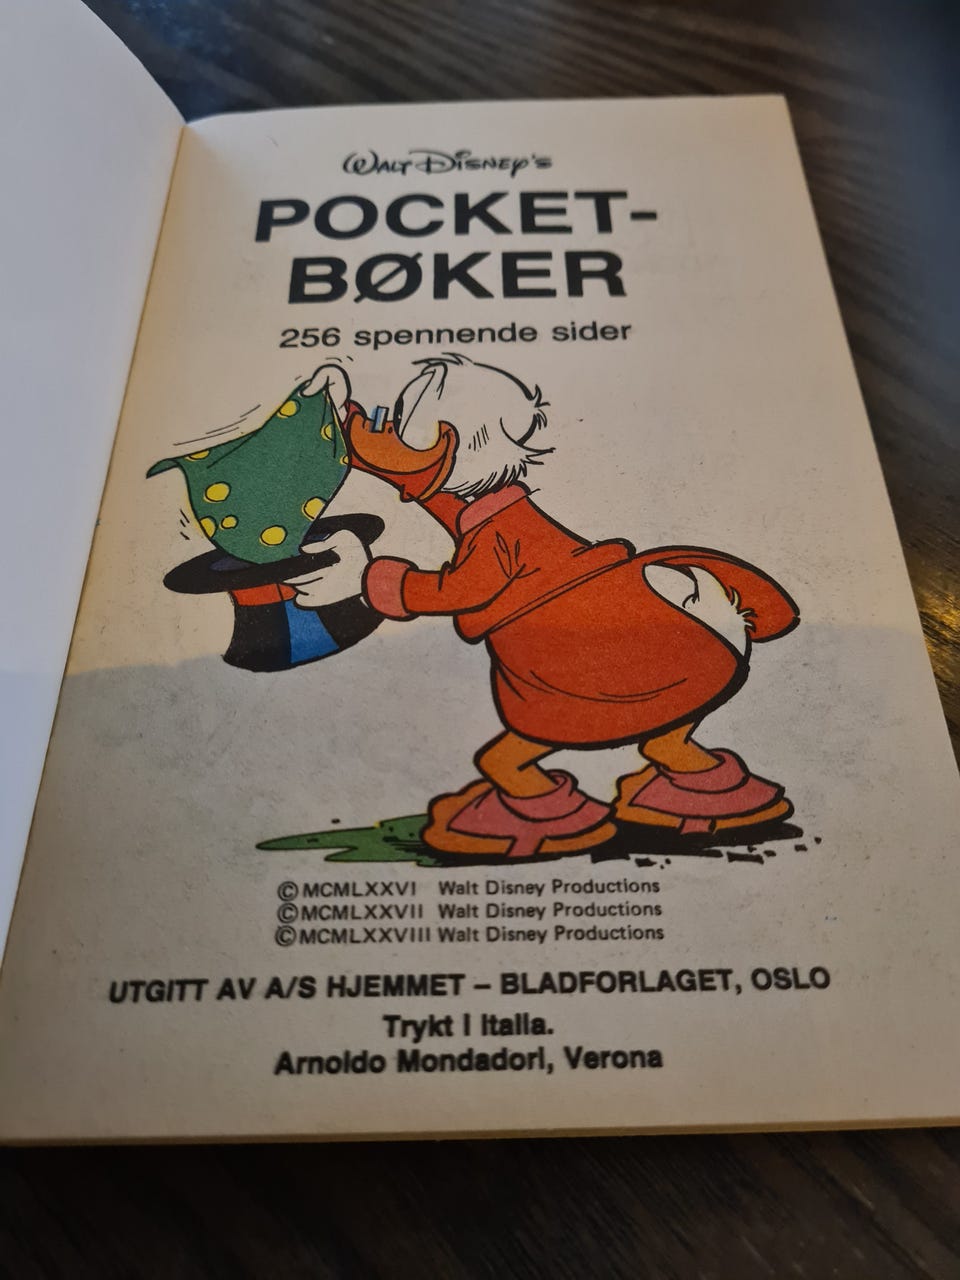 Walt Disney's
POCKET-
BØKER
256 spennende sider
© MCMLXXVI Walt Disney Productions
© MCMLXXVII Walt Disney Productions
© MCMLXXVIII Walt Disney Productions
UTGITT AV A/S HJEMMET – BLADFORLAGET, OSLO
Trykt i Italia.
Arnoldo Mondadori, Verona